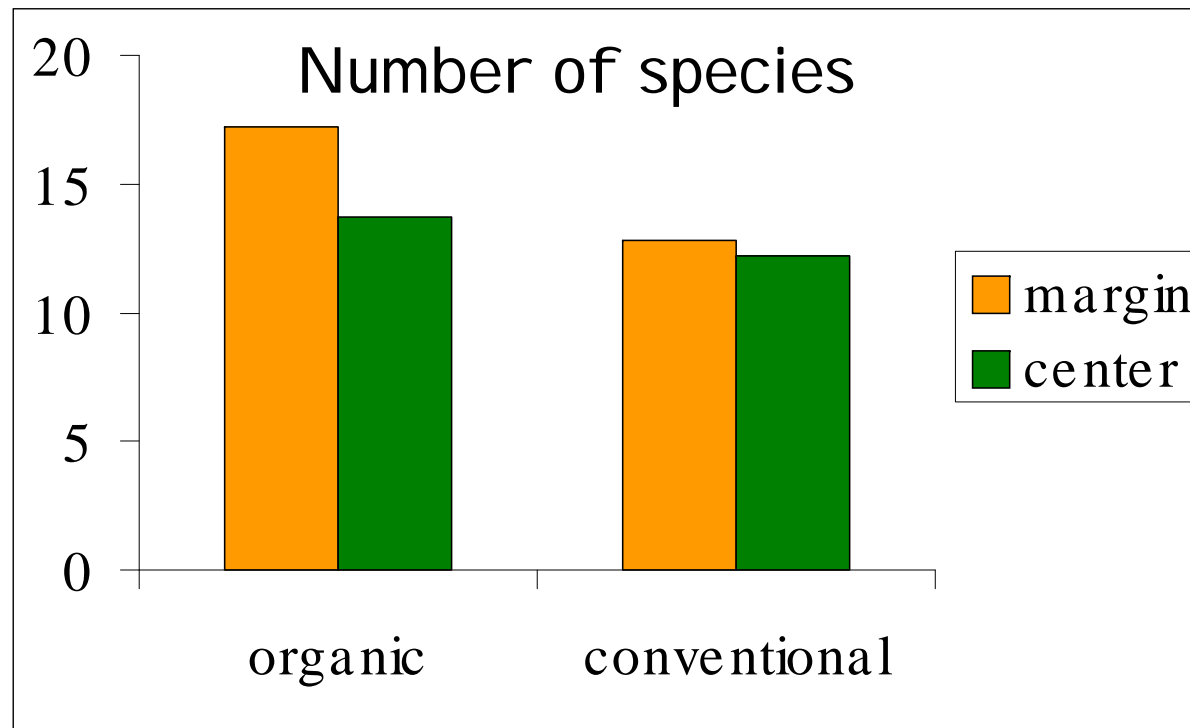 Number of species
20
15
10
5
0
organic conventional
margin
center